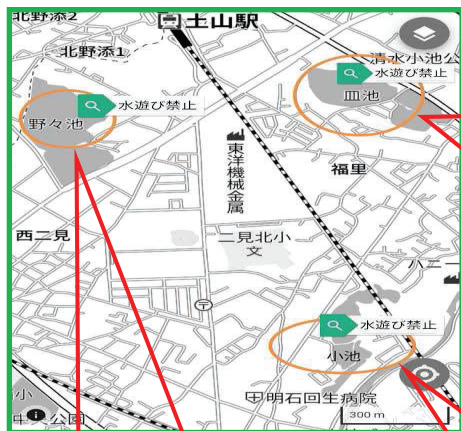 北野添2
土山駅
北野添1
清水小池公
水遊び禁止
皿池
水遊び禁止
野々池
東洋機械金属
福里
西二見
二見北小
文
水遊び禁止
小池
明石回生病院
300 m
小
中央公園